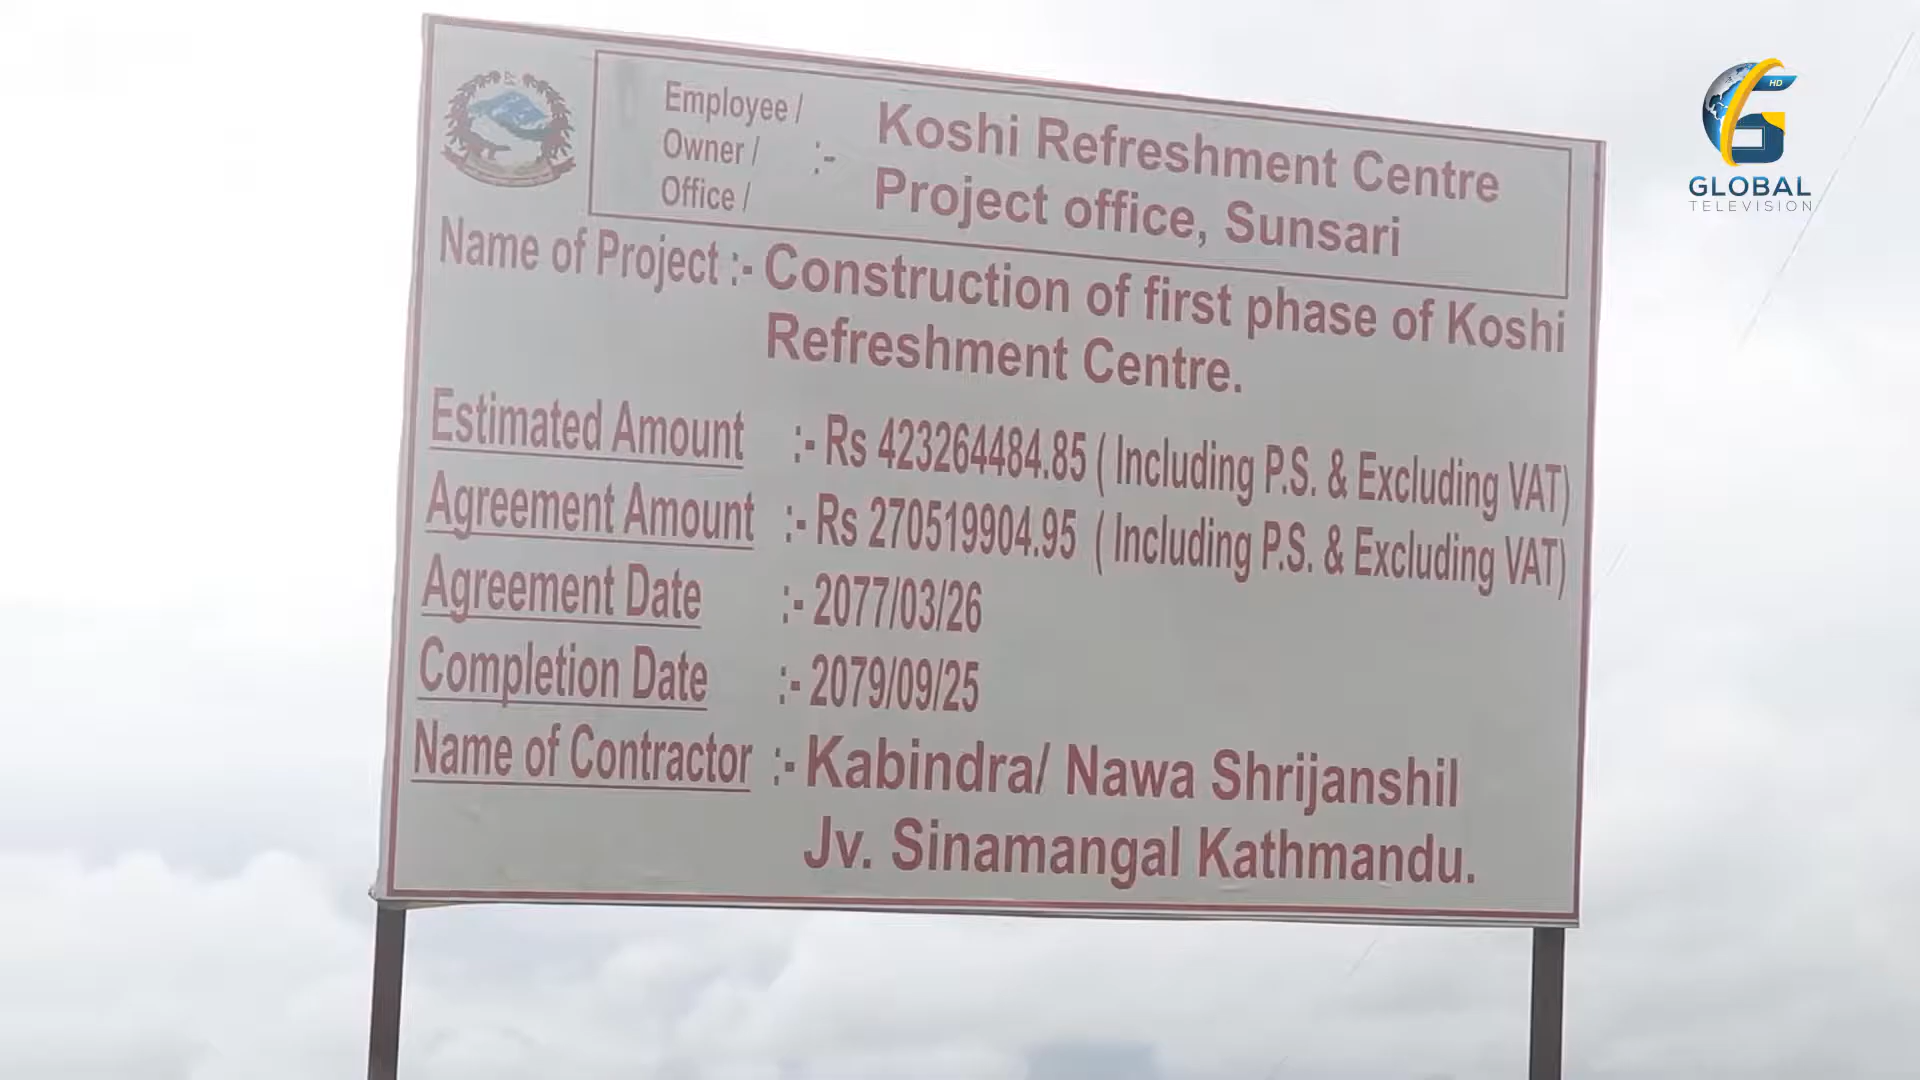 Employee /
Owner / :-
Office /
Koshi Refreshment Centre
Project office, Sunsari
Name of Project :- Construction of first phase of Koshi
Refreshment Centre.
Estimated Amount :- Rs 423264484.85 ( Including P.S. & Excluding VAT)
Agreement Amount :- Rs 270519904.95 ( Including P.S. & Excluding VAT)
Agreement Date :- 2077/03/26
Completion Date :- 2079/09/25
Name of Contractor :- Kabindra/ Nawa Shrijanshil
Jv. Sinamangal Kathmandu.
HD
GLOBAL
TELEVISION